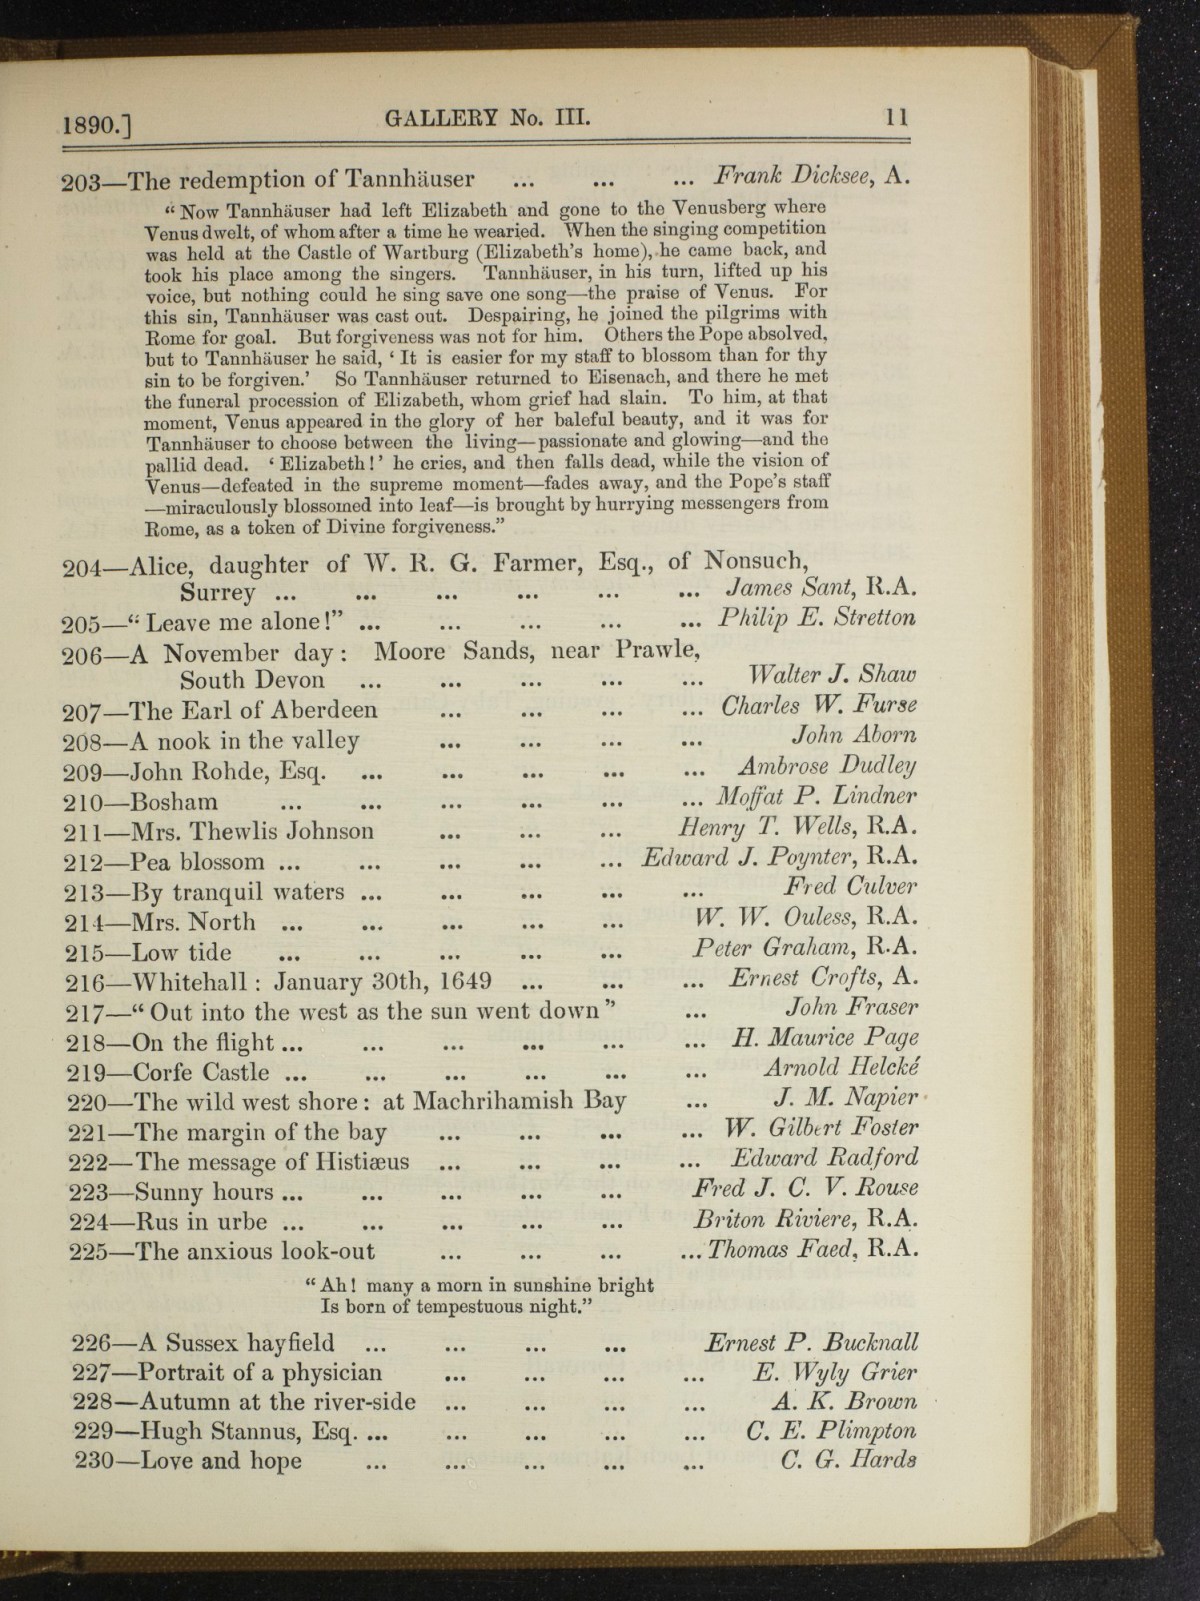 1890.] GALLERY No. III. 11
203—The redemption of Tannhäuser ... ... ... Frank Dicksee, A.
“Now Tannhäuser had left Elizabeth and gone to the Venusberg where
Venus dwelt, of whom after a time he wearied. When the singing competition
was held at the Castle of Wartburg (Elizabeth’s home), he came back, and
took his place among the singers. Tannhäuser, in his turn, lifted up his
voice, but nothing could he sing save one song—the praise of Venus. For
this sin, Tannhäuser was cast out. Despairing, he joined the pilgrims with
Rome for goal. But forgiveness was not for him. Others the Pope absolved,
but to Tannhäuser he said, ‘It is easier for my staff to blossom than for thy
sin to be forgiven.’ So Tannhäuser returned to Eisenach, and there he met
the funeral procession of Elizabeth, whom grief had slain. To him, at that
moment, Venus appeared in the glory of her baleful beauty, and it was for
Tannhäuser to choose between the living—passionate and glowing—and the
pallid dead. ‘Elizabeth!’ he cries, and then falls dead, while the vision of
Venus—defeated in the supreme moment—fades away, and the Pope’s staff
—miraculously blossomed into leaf—is brought by hurrying messengers from
Rome, as a token of Divine forgiveness.”
204—Alice, daughter of W. R. G. Farmer, Esq., of Nonsuch,
Surrey ... ... ... ... ... ... James Sant, R.A.
205—“Leave me alone!” ... ... ... ... ... Philip E. Stretton
206—A November day: Moore Sands, near Prawle,
South Devon ... ... ... ... ... Walter J. Shaw
207—The Earl of Aberdeen ... ... ... ... Charles W. Furse
208—A nook in the valley ... ... ... ... John Aborn
209—John Rohde, Esq. ... ... ... ... ... Ambrose Dudley
210—Bosham ... ... ... ... ... ... Moffat P. Lindner
211—Mrs. Thewlis Johnson ... ... ... Henry T. Wells, R.A.
212—Pea blossom ... ... ... ... ... Edward J. Poynter, R.A.
213—By tranquil waters ... ... ... ... ... Fred Culver
214—Mrs. North ... ... ... ... ... W. W. Ouless, R.A.
215—Low tide ... ... ... ... ... Peter Graham, R.A.
216—Whitehall: January 30th, 1649 ... ... ... Ernest Crofts, A.
217—“Out into the west as the sun went down” ... John Fraser
218—On the flight ... ... ... ... ... ... H. Maurice Page
219—Corfe Castle ... ... ... ... ... ... Arnold Helcké
220—The wild west shore: at Machrihamish Bay ... J. M. Napier
221—The margin of the bay ... ... ... ... W. Gilbert Foster
222—The message of Histiæus ... ... ... ... Edward Radford
223—Sunny hours ... ... ... ... ... Fred J. C. V. Rouse
224—Rus in urbe ... ... ... ... ... Briton Riviere, R.A.
225—The anxious look-out ... ... ... ... Thomas Faed, R.A.
“Ah! many a morn in sunshine bright
Is born of tempestuous night.”
226—A Sussex hayfield ... ... ... ... Ernest P. Bucknall
227—Portrait of a physician ... ... ... ... E. Wyly Grier
228—Autumn at the river-side ... ... ... ... A. K. Brown
229—Hugh Stannus, Esq. ... ... ... ... ... C. E. Plimpton
230—Love and hope ... ... ... ... ... C. G. Hards